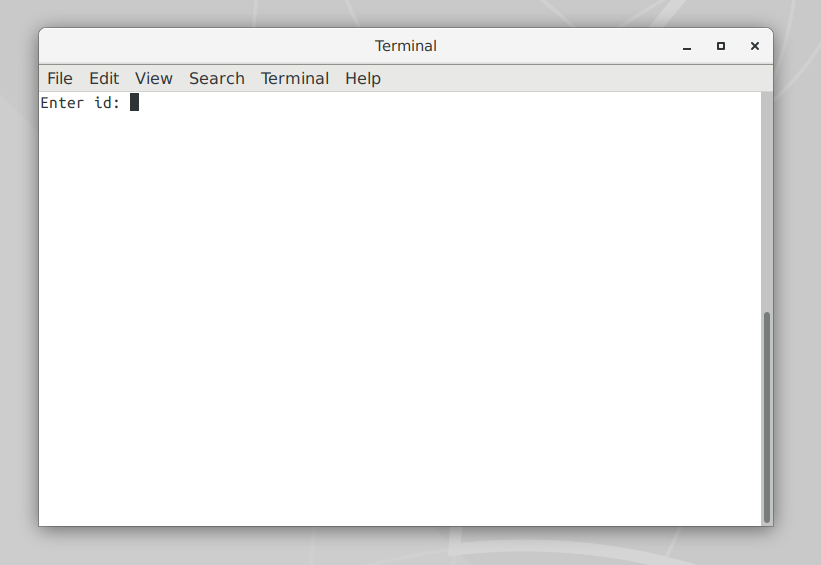 Terminal
File Edit View Search Terminal Help
Enter id: